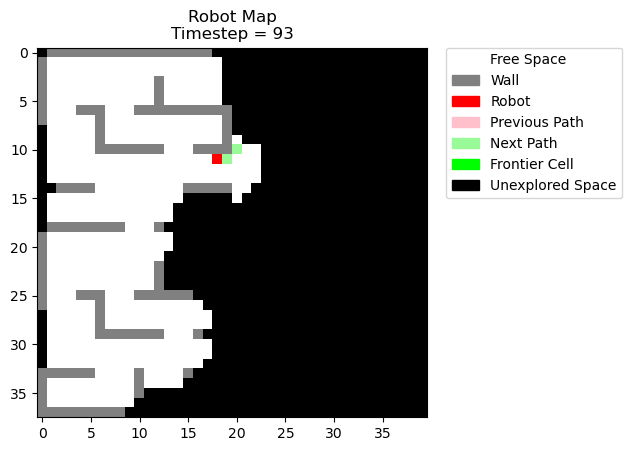 Robot Map
Timestep = 93
0
5
10
15
20
25
30
35
0
5
10
15
20
25
30
35
Free Space
Wall
Robot
Previous Path
Next Path
Frontier Cell
Unexplored Space